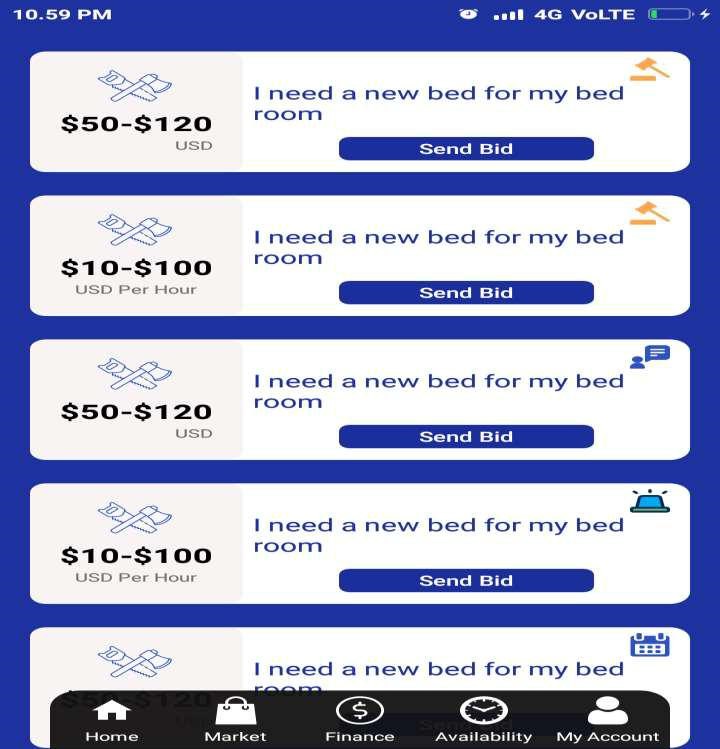 10.59 PM 4G VoLTE
I need a new bed for my bed
room
$50-$120
USD
Send Bid
I need a new bed for my bed
room
$10-$100
USD Per Hour
Send Bid
I need a new bed for my bed
room
$50-$120
USD
Send Bid
I need a new bed for my bed
room
$10-$100
USD Per Hour
Send Bid
I need a new bed for my bed
room
$50-$120
Home Market Finance Availability My Account